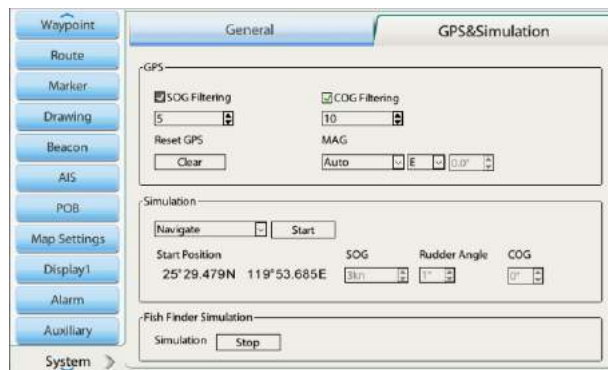 Waypoint
Route
Marker
Drawing
Beacon
AIS
POB
Map Settings
Display1
Alarm
Auxiliary
System
General GPS&Simulation
GPS
SOG Filtering COG Filtering
5 10
Reset GPS MAG
Clear Auto E 0.0°
Simulation
Navigate Start
Start Position SOG Rudder Angle COG
25°29.479N 119°53.685E 3kn 1° 0°
Fish Finder Simulation
Simulation Stop